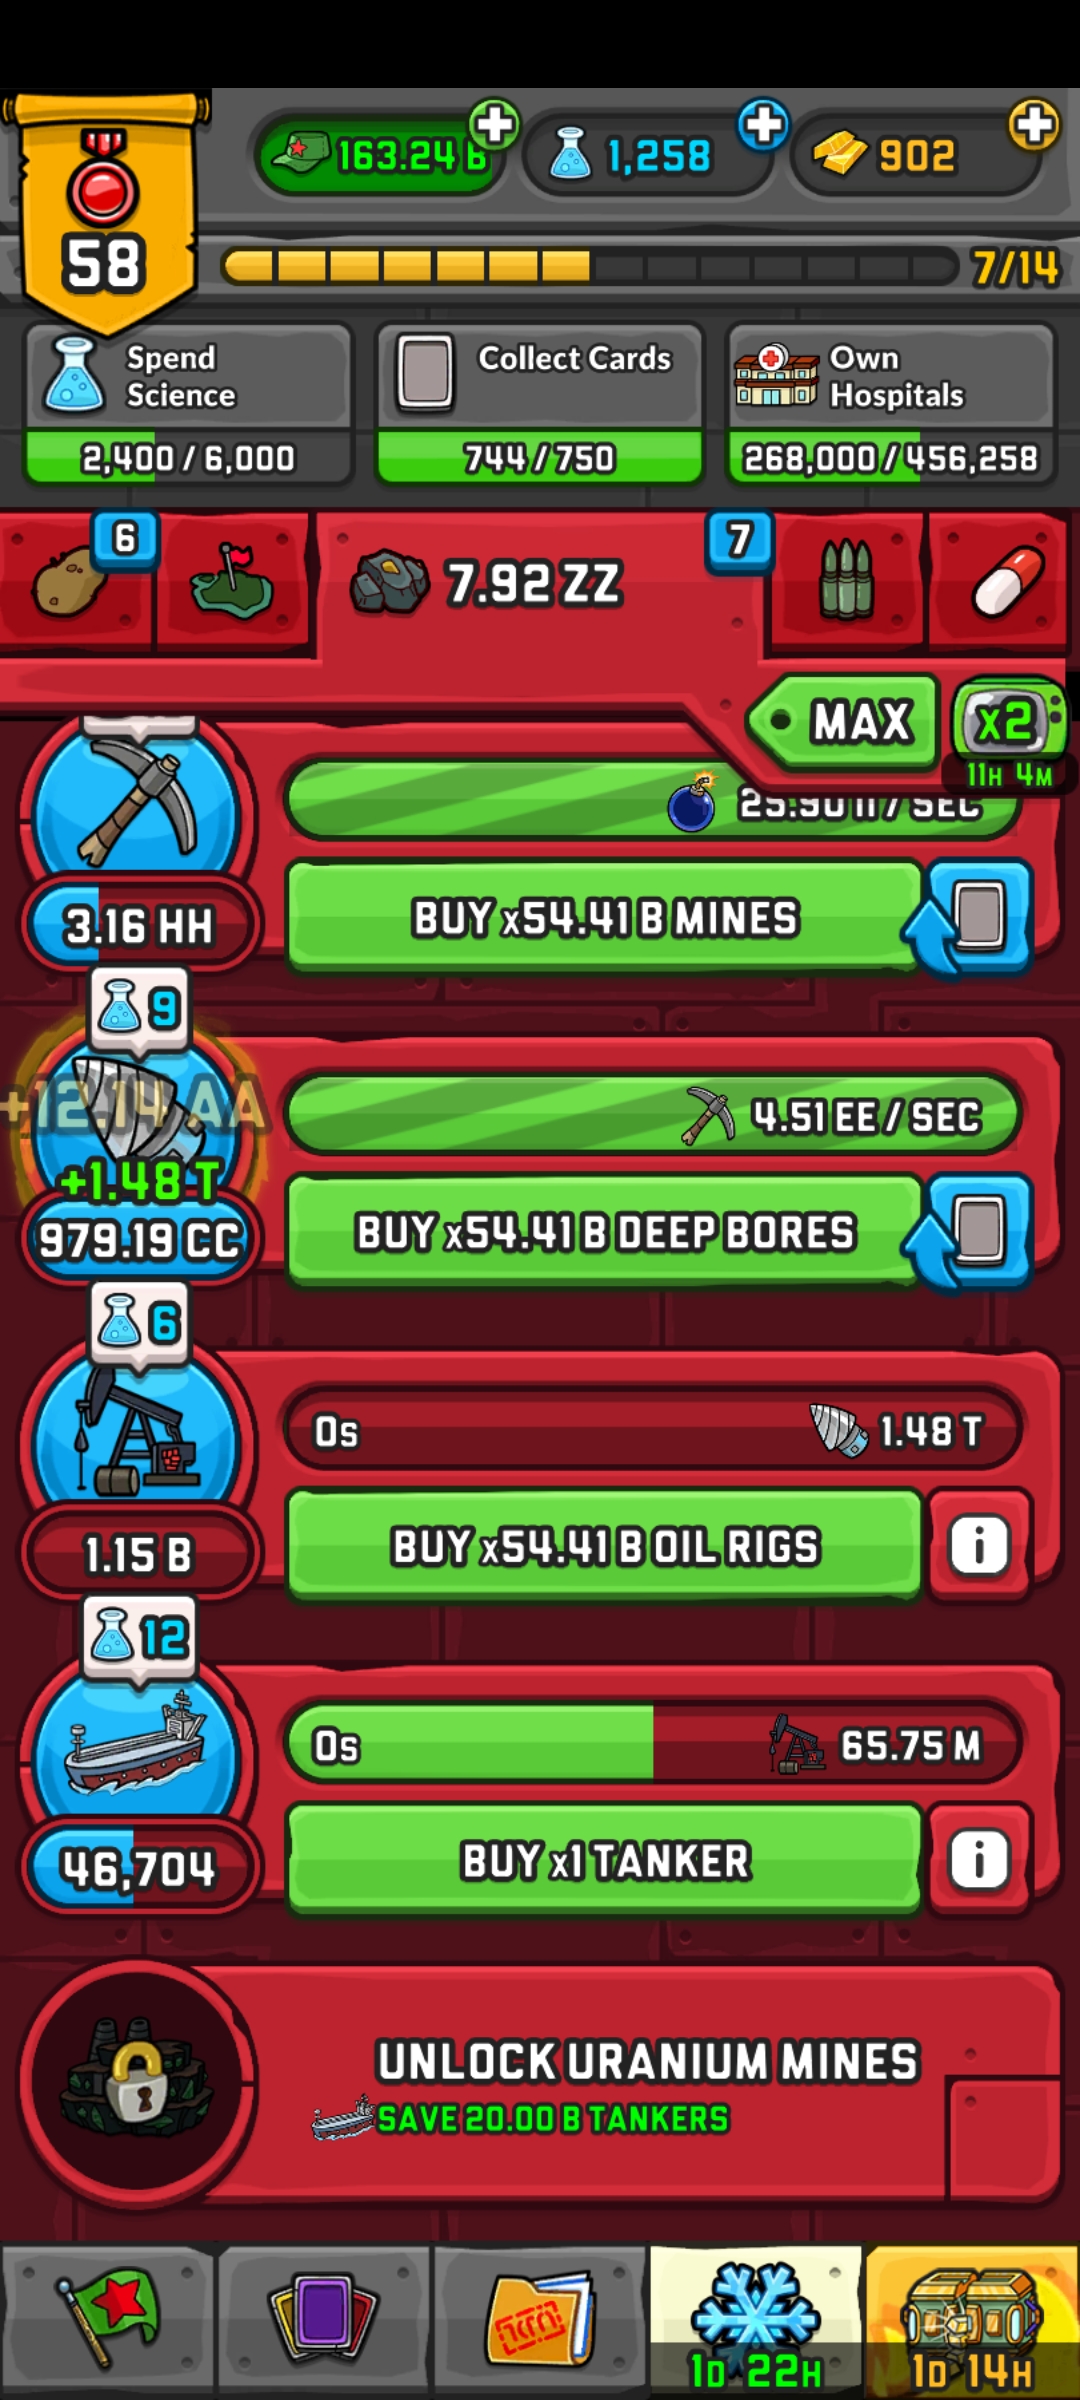 58
163.24 B
1,258
902
7/14
Spend
Science
2,400 / 6,000
Collect Cards
744 / 750
Own
Hospitals
268,000 / 456,258
6
7.92 ZZ
7
MAX
x2
11H 4M
/ SEC
3.16 HH
BUY x54.41 B MINES
9
+12.14 AA
+1.48 T
979.19 CC
4.51 EE / SEC
BUY x54.41 B DEEP BORES
6
0s
1.48 T
1.15 B
BUY x54.41 B OIL RIGS
i
12
0s
65.75 M
46,704
BUY x1 TANKER
i
UNLOCK URANIUM MINES
SAVE 20.00 B TANKERS
1D 22H
1D 14H